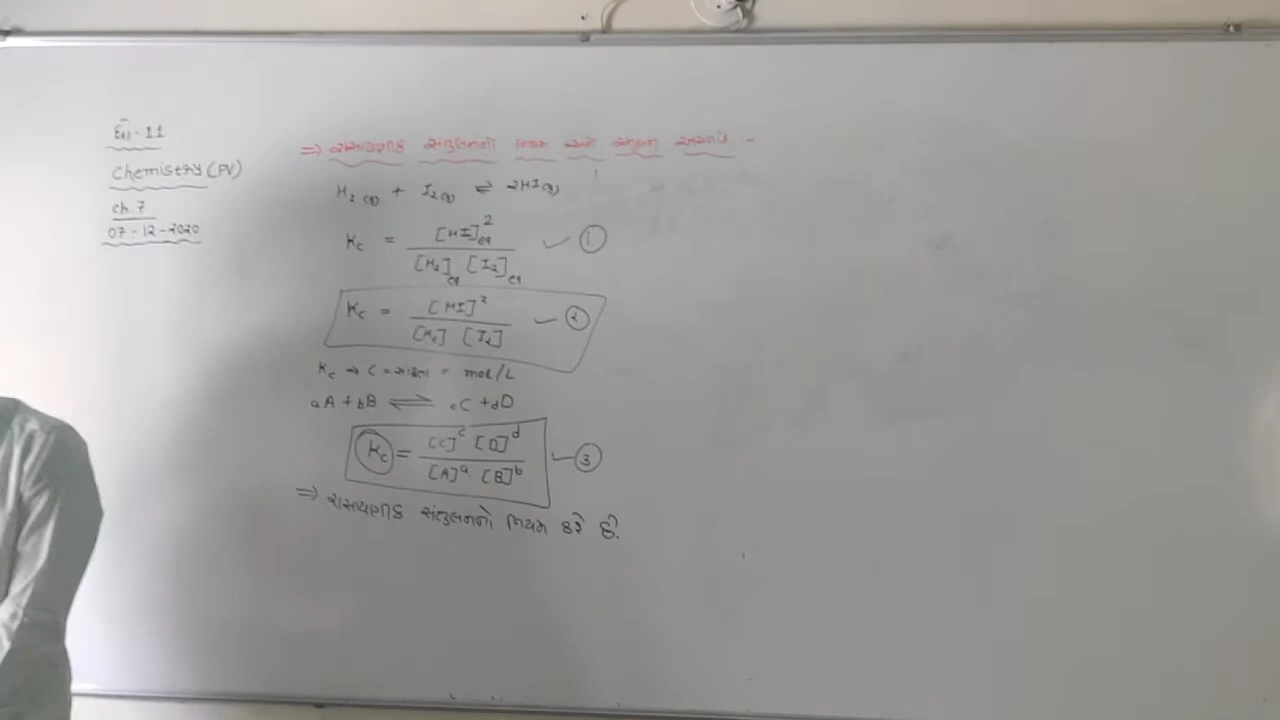 ધો - 11
Chemistry (PV)
ch. 7
07-12-2020
⇒ રાસાયણીક સંતુલનનો નિયમ અને સંતુલન અચળાંક :-
H₂(g) + I₂(g) ⇌ 2HI(g)
Kc = [HI]²eq / [H₂]eq [I₂]eq ✓ ①
Kc = [HI]² / [H₂] [I₂] ✓ ②
Kc → C = સાંદ્રતા = mol/L
aA + bB ⇌ cC + dD
Kc = [C]ᶜ [D]ᵈ / [A]ᵃ · [B]ᵇ ✓ ③
⇒ રાસાયણીક સંતુલનનો નિયમ કહે છે.